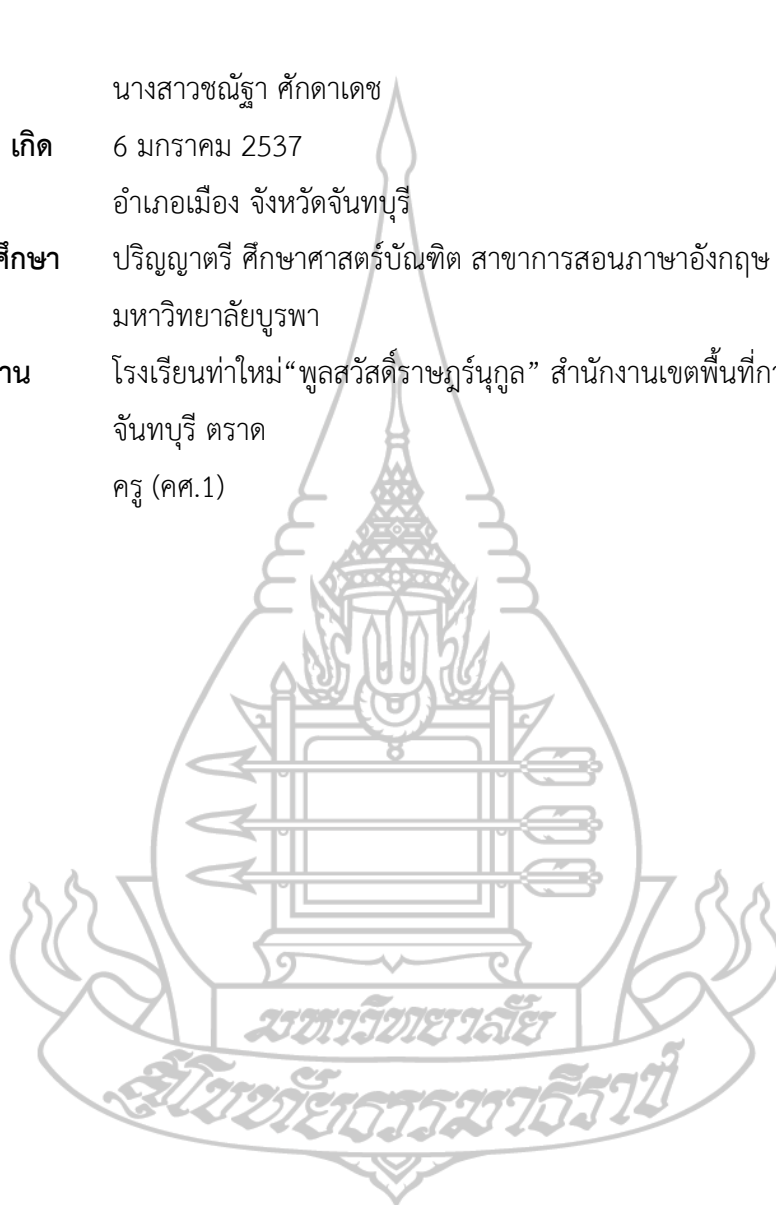 นางสาวชณัฐา ศักดาเดช
เกิด 6 มกราคม 2537
อำเภอเมือง จังหวัดจันทบุรี
ศึกษา ปริญญาตรี ศึกษาศาสตร์บัณฑิต สาขาการสอนภาษาอังกฤษ
มหาวิทยาลัยบูรพา
โรงเรียนท่าใหม่“พูลสวัสดิ์ราษฎร์นุกูล” สำนักงานเขตพื้นที่
จันทบุรี ตราด
ครู (คศ.1)
มหาวิทยาลัย
สุโขทัยธรรมาธิราช